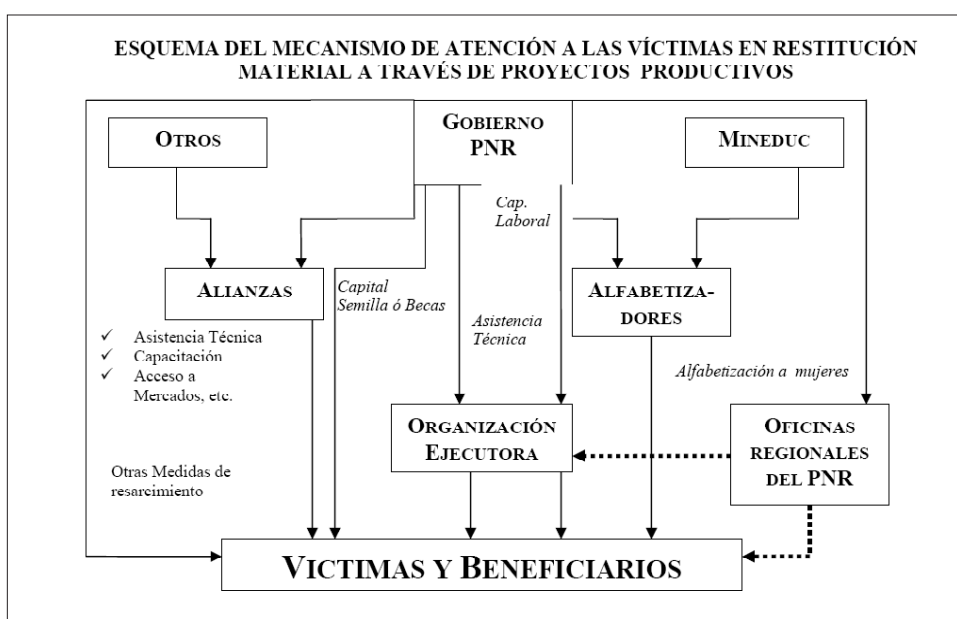 ESQUEMA DEL MECANISMO DE ATENCIÓN A LAS VÍCTIMAS EN RESTITUCIÓN
MATERIAL A TRAVÉS DE PROYECTOS PRODUCTIVOS
OTROS
GOBIERNO
PNR
MINEDUC
Cap.
Laboral
ALIANZAS
Capital
Semilla ó Becas
ALFABETIZA-
DORES
✓ Asistencia Técnica
✓ Capacitación
✓ Acceso a
Mercados, etc.
Asistencia
Técnica
Alfabetización a mujeres
ORGANIZACIÓN
EJECUTORA
OFICINAS
REGIONALES
DEL PNR
Otras Medidas de
resarcimiento
VICTIMAS Y BENEFICIARIOS